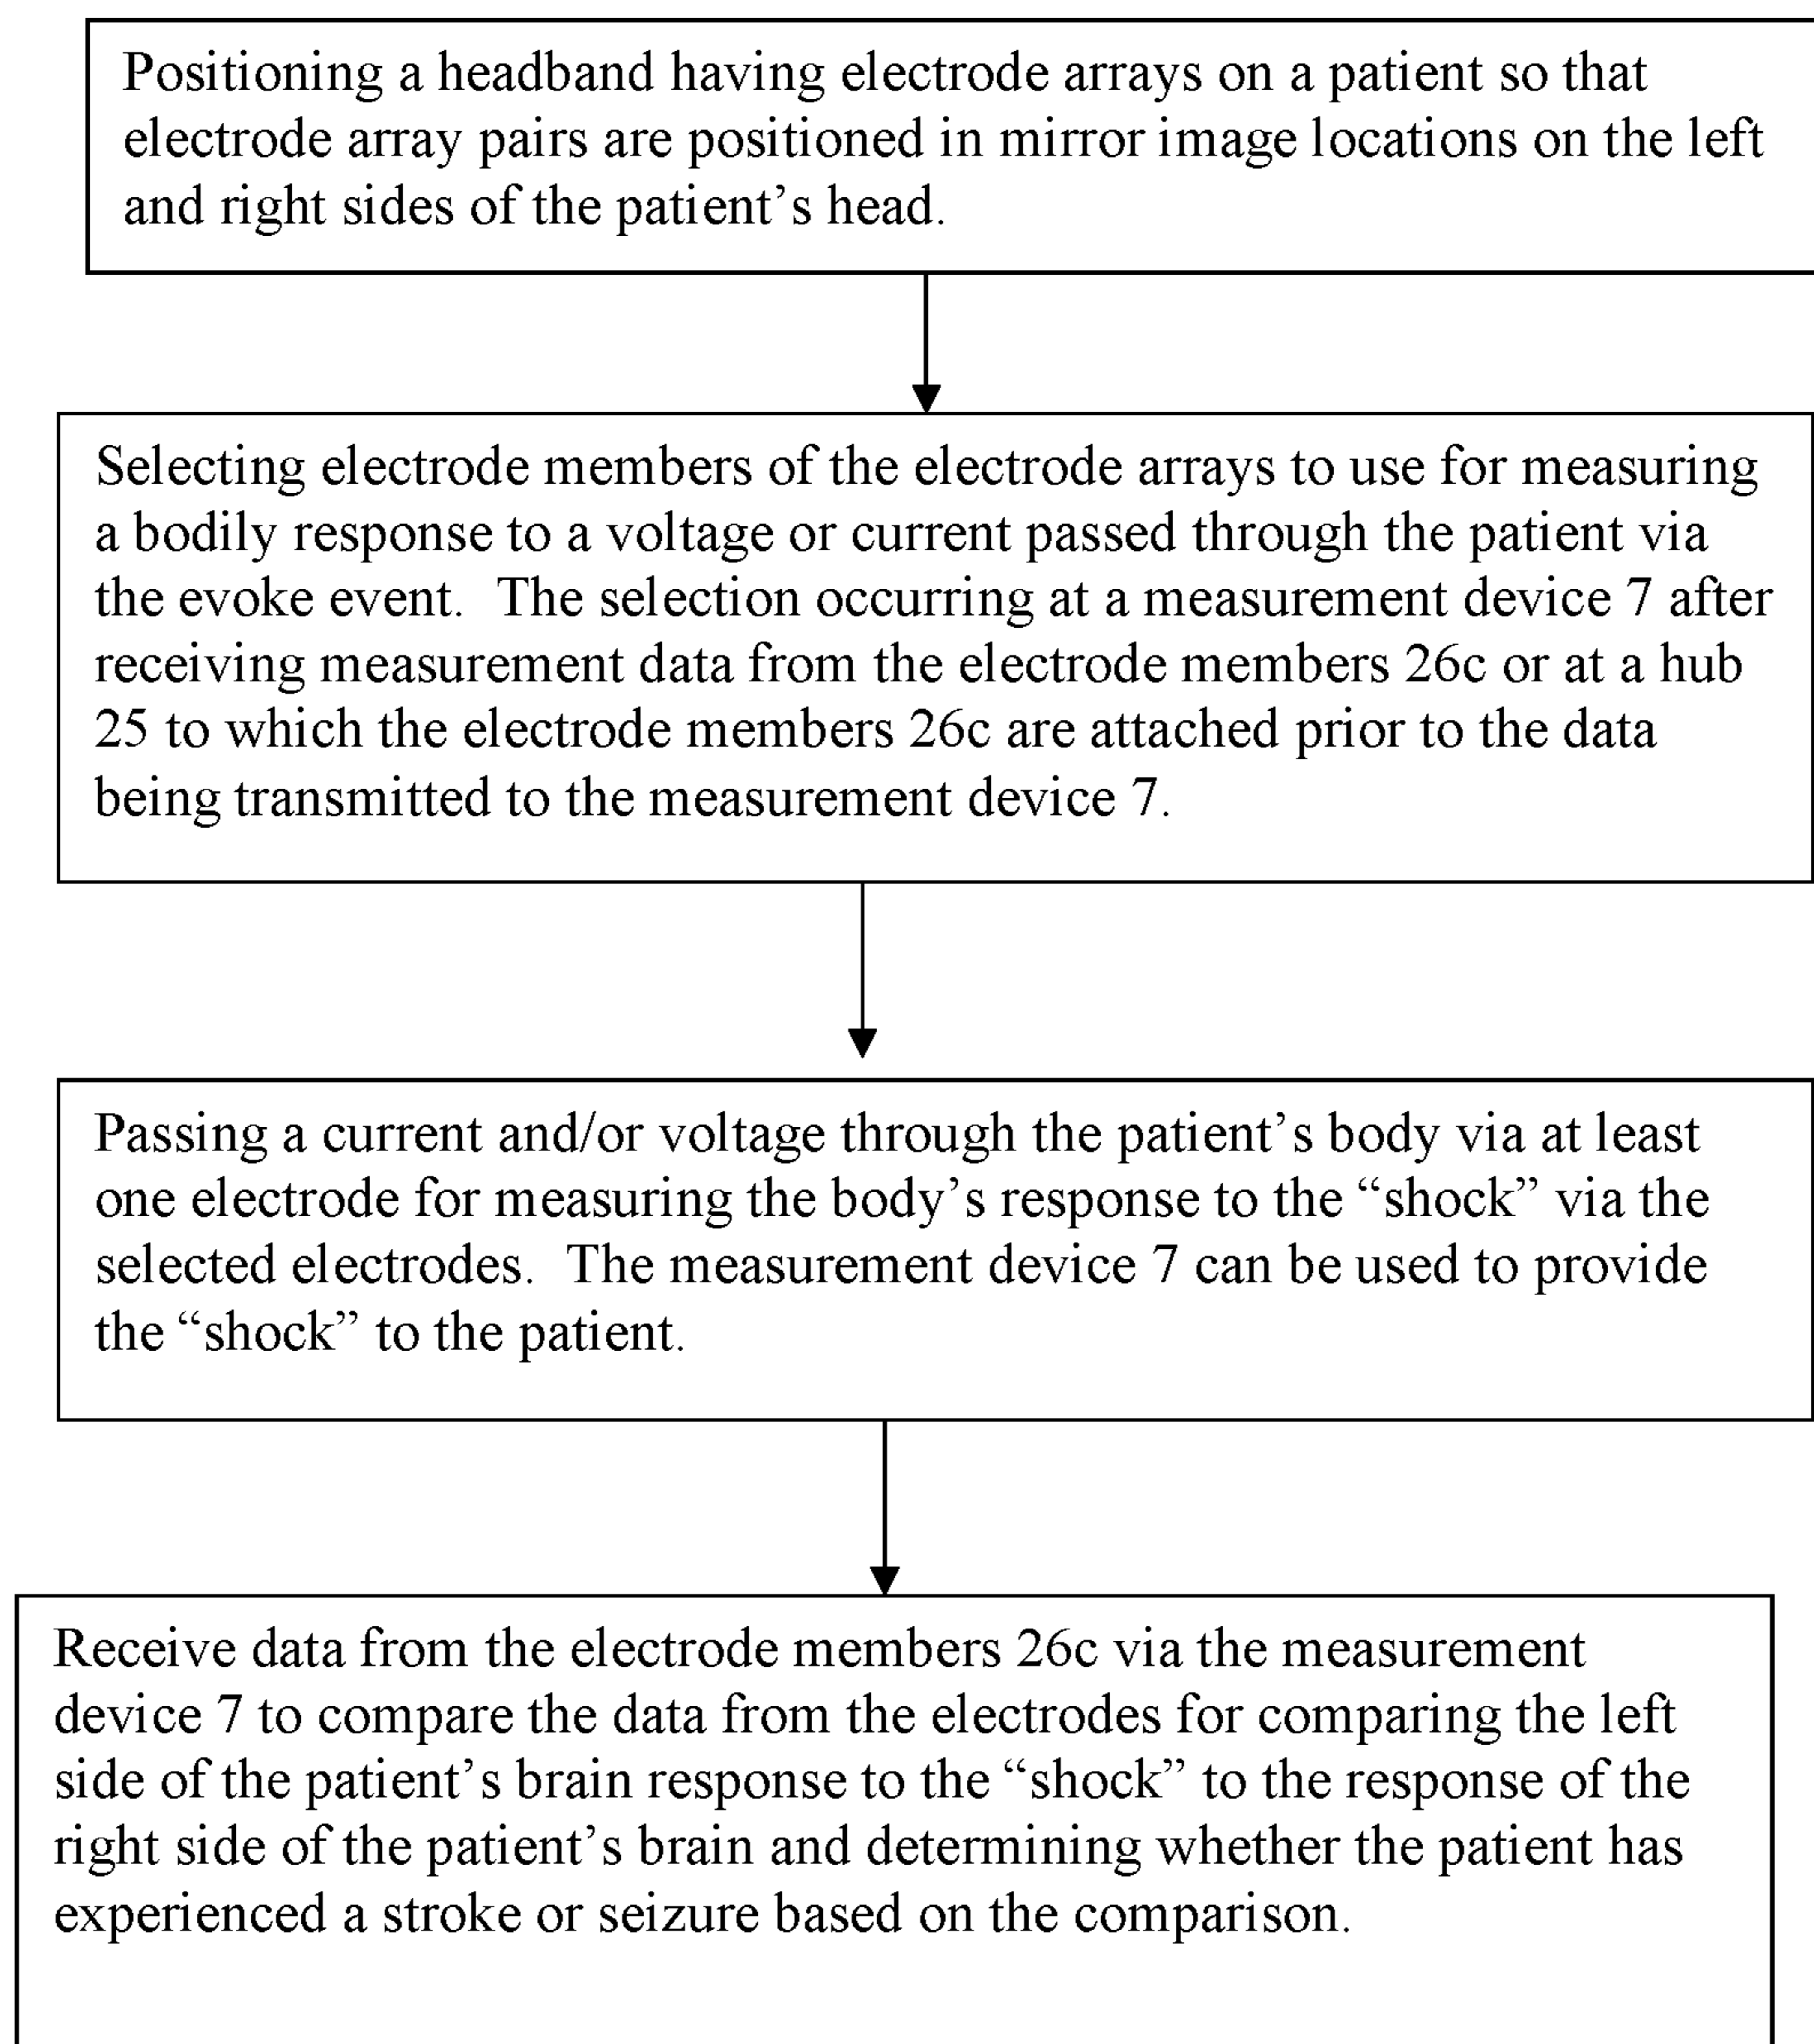 Positioning a headband having electrode arrays on a patient so that
electrode array pairs are positioned in mirror image locations on the left
and right sides of the patient’s head.
Selecting electrode members of the electrode arrays to use for measuring
a bodily response to a voltage or current passed through the patient via
the evoke event.  The selection occurring at a measurement device 7 after
receiving measurement data from the electrode members 26c or at a hub
25 to which the electrode members 26c are attached prior to the data
being transmitted to the measurement device 7.
Passing a current and/or voltage through the patient’s body via at least
one electrode for measuring the body’s response to the “shock” via the
selected electrodes.  The measurement device 7 can be used to provide
the “shock” to the patient.
Receive data from the electrode members 26c via the measurement
device 7 to compare the data from the electrodes for comparing the left
side of the patient’s brain response to the “shock” to the response of the
right side of the patient’s brain and determining whether the patient has
experienced a stroke or seizure based on the comparison.